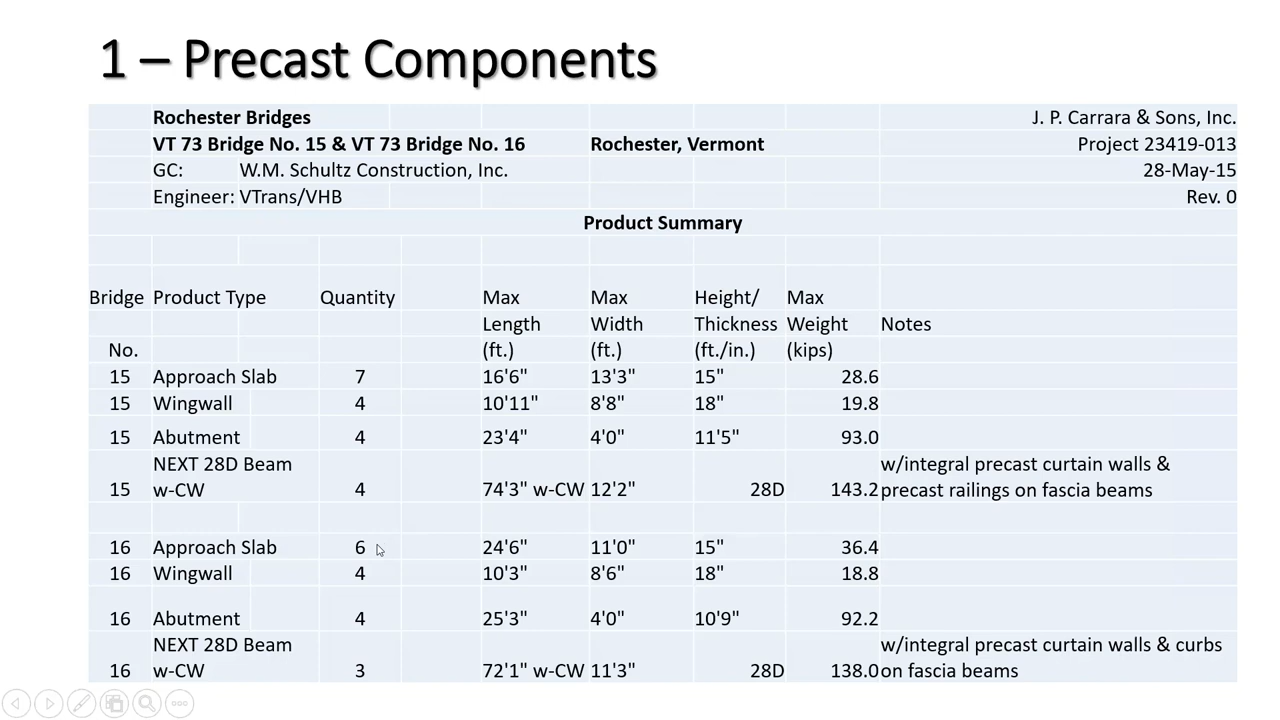 1 – Precast Components
Rochester Bridges J. P. Carrara & Sons, Inc.
VT 73 Bridge No. 15 & VT 73 Bridge No. 16 Rochester, Vermont Project 23419-013
GC: W.M. Schultz Construction, Inc. 28-May-15
Engineer: VTrans/VHB Rev. 0
Product Summary
Bridge Product Type Quantity Max Max Height/ Max
Length Width Thickness Weight Notes
No. (ft.) (ft.) (ft./in.) (kips)
15 Approach Slab 7 16'6" 13'3" 15" 28.6
15 Wingwall 4 10'11" 8'8" 18" 19.8
15 Abutment 4 23'4" 4'0" 11'5" 93.0
NEXT 28D Beam w/integral precast curtain walls &
15 w-CW 4 74'3" w-CW 12'2" 28D 143.2 precast railings on fascia beams
16 Approach Slab 6 24'6" 11'0" 15" 36.4
16 Wingwall 4 10'3" 8'6" 18" 18.8
16 Abutment 4 25'3" 4'0" 10'9" 92.2
NEXT 28D Beam w/integral precast curtain walls & curbs
16 w-CW 3 72'1" w-CW 11'3" 28D 138.0 on fascia beams